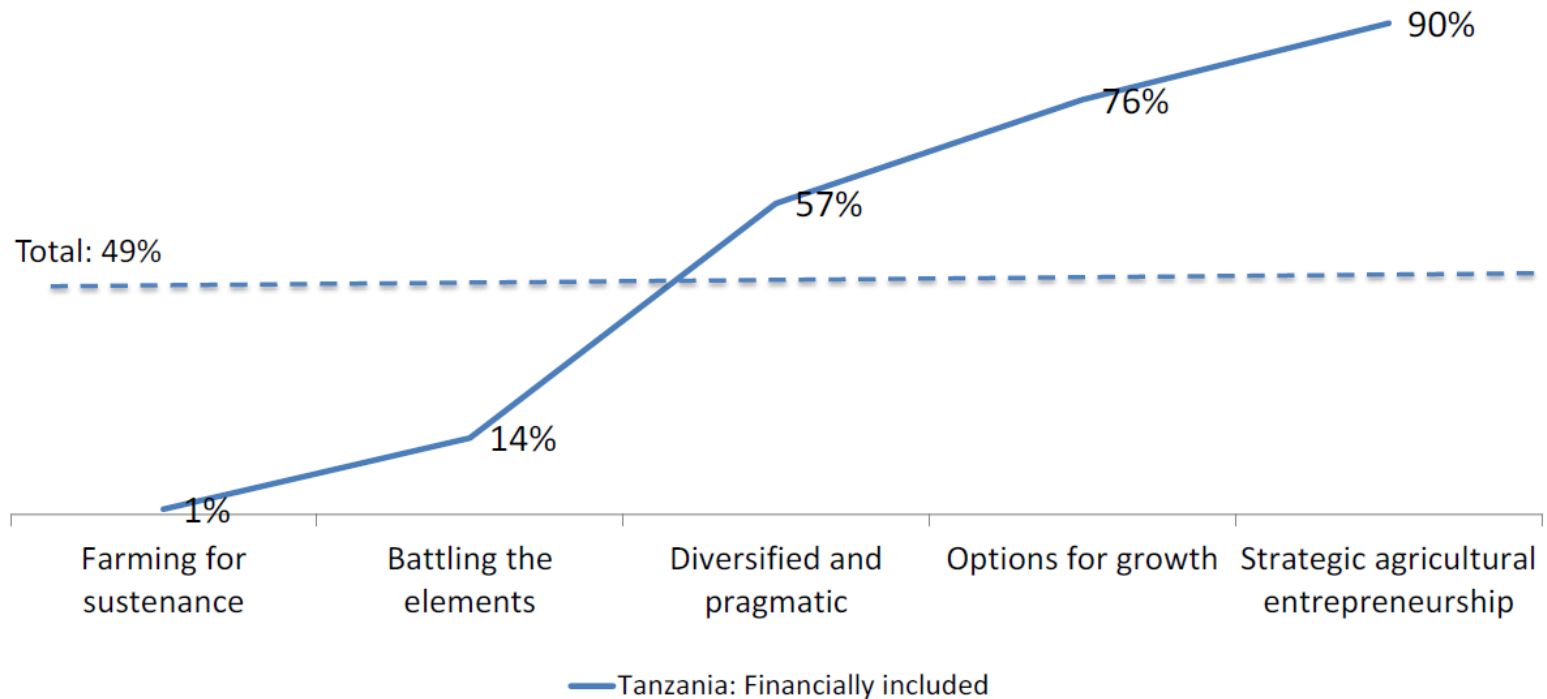 90%
76%
57%
Total: 49%
14%
1%
Farming for
sustenance
Battling the
elements
Diversified and
pragmatic
Options for growth
Strategic agricultural
entrepreneurship
Tanzania: Financially included